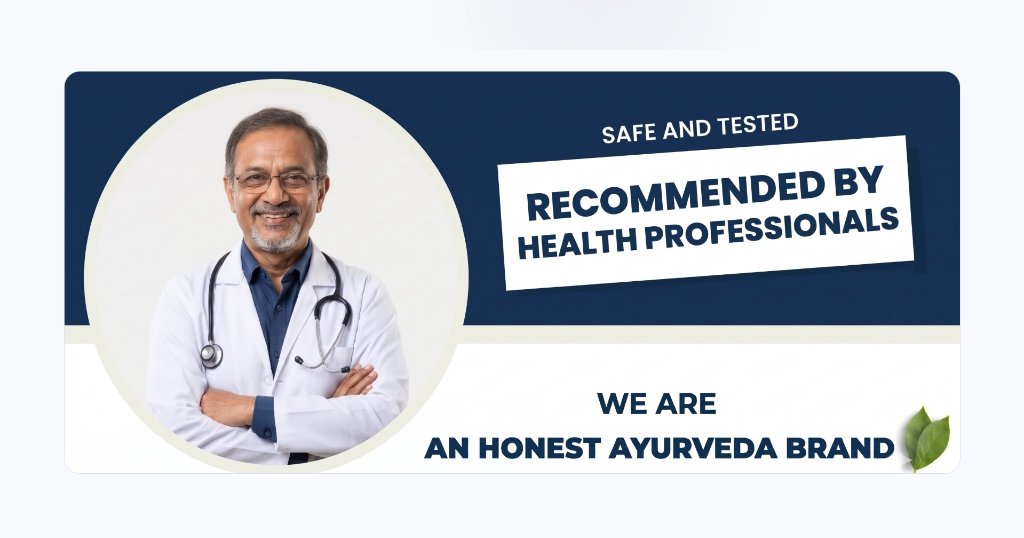 SAFE AND TESTED
RECOMMENDED BY
HEALTH PROFESSIONALS
WE ARE
AN HONEST AYURVEDA BRAND